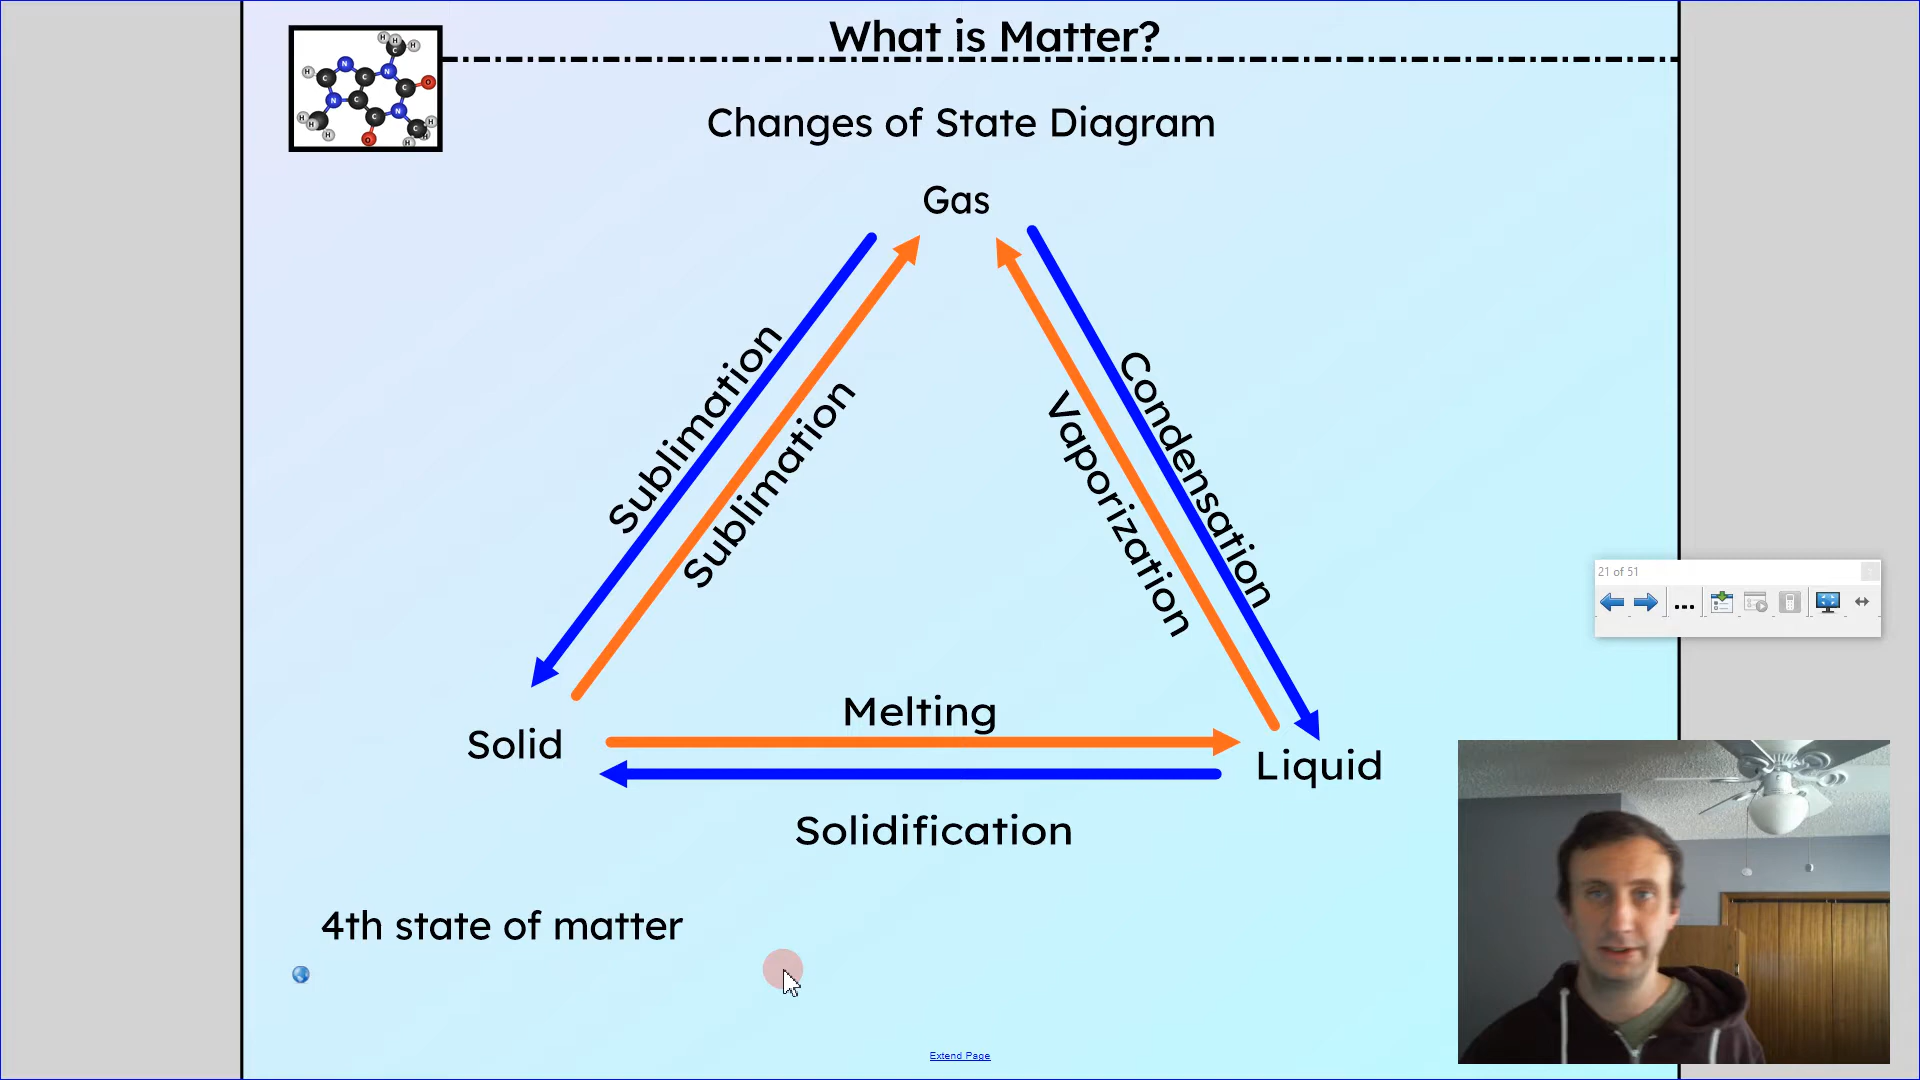 What is Matter?
Changes of State Diagram
Gas
Sublimation
Sublimation
Condensation
Vaporization
Melting
Solid
Liquid
Solidification
4th state of matter
Extend Page
21 of 51